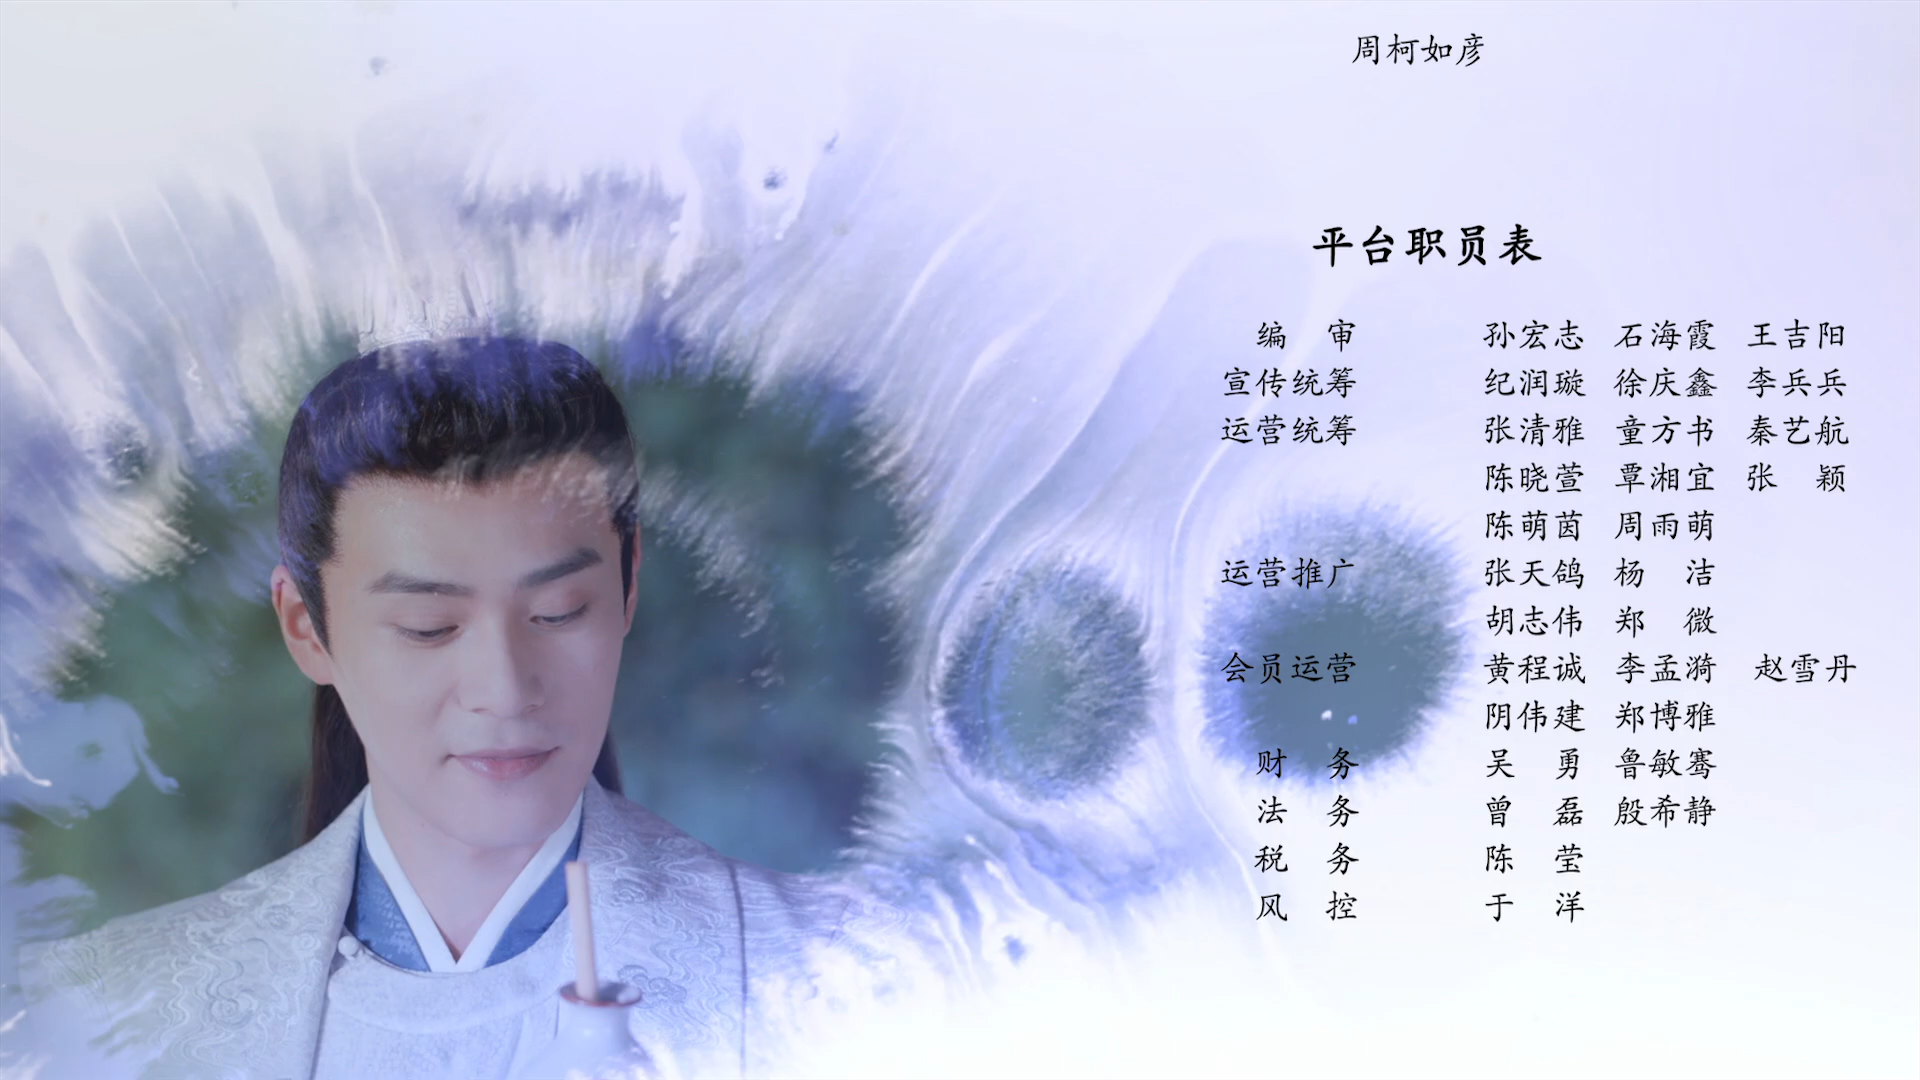 周柯如彦
平台职员表
编 审 孙宏志 石海霞 王吉阳
宣传统筹 纪润璇 徐庆鑫 李兵兵
运营统筹 张清雅 童方书 秦艺航
陈晓萱 覃湘宜 张 颖
陈萌茵 周雨萌
运营推广 张天鸽 杨 洁
胡志伟 郑 微
会员运营 黄程诚 李孟漪 赵雪丹
阴伟建 郑博雅
财 务 吴 勇 鲁敏骞
法 务 曾 磊 殷希静
税 务 陈 莹
风 控 于 洋